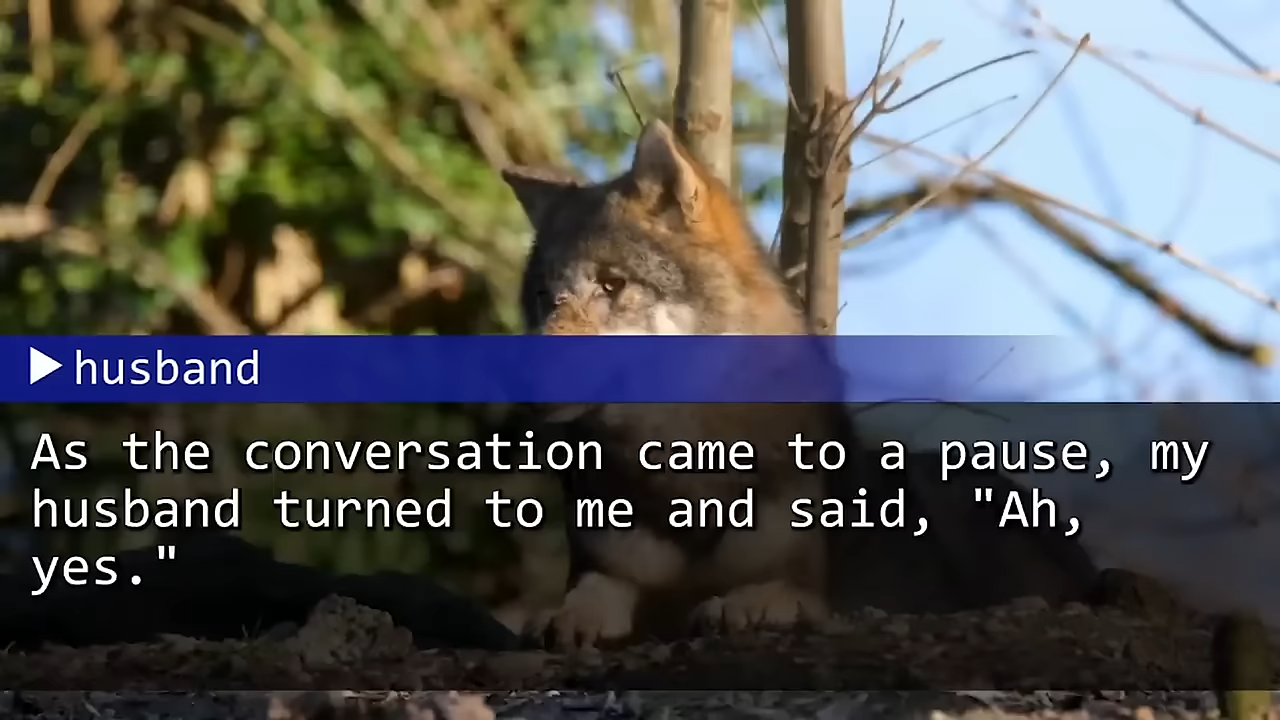 husband
As the conversation came to a pause, my
husband turned to me and said, "Ah,
yes."